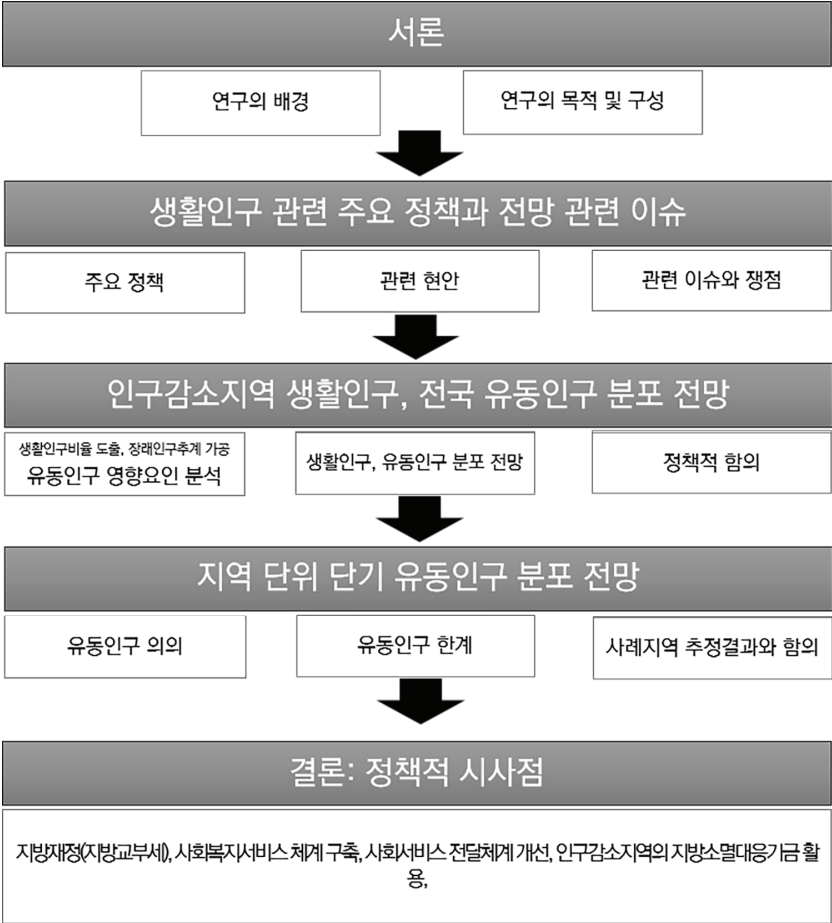 서론
연구의 배경
연구의 목적 및 구성
생활인구 관련 주요 정책과 전망 관련 이슈
주요 정책
관련 현안
관련 이슈와 쟁점
인구감소지역 생활인구, 전국 유동인구 분포 전망
생활인구비율 도출, 장래인구추계 가공
유동인구 영향요인 분석
생활인구, 유동인구 분포 전망
정책적 함의
지역 단위 단기 유동인구 분포 전망
유동인구 의의
유동인구 한계
사례지역 추정결과와 함의
결론: 정책적 시사점
지방재정(지방교부세), 사회복지서비스 체계 구축, 사회서비스 전달체계 개선, 인구감소지역의 지방소멸대응기금 활
용,